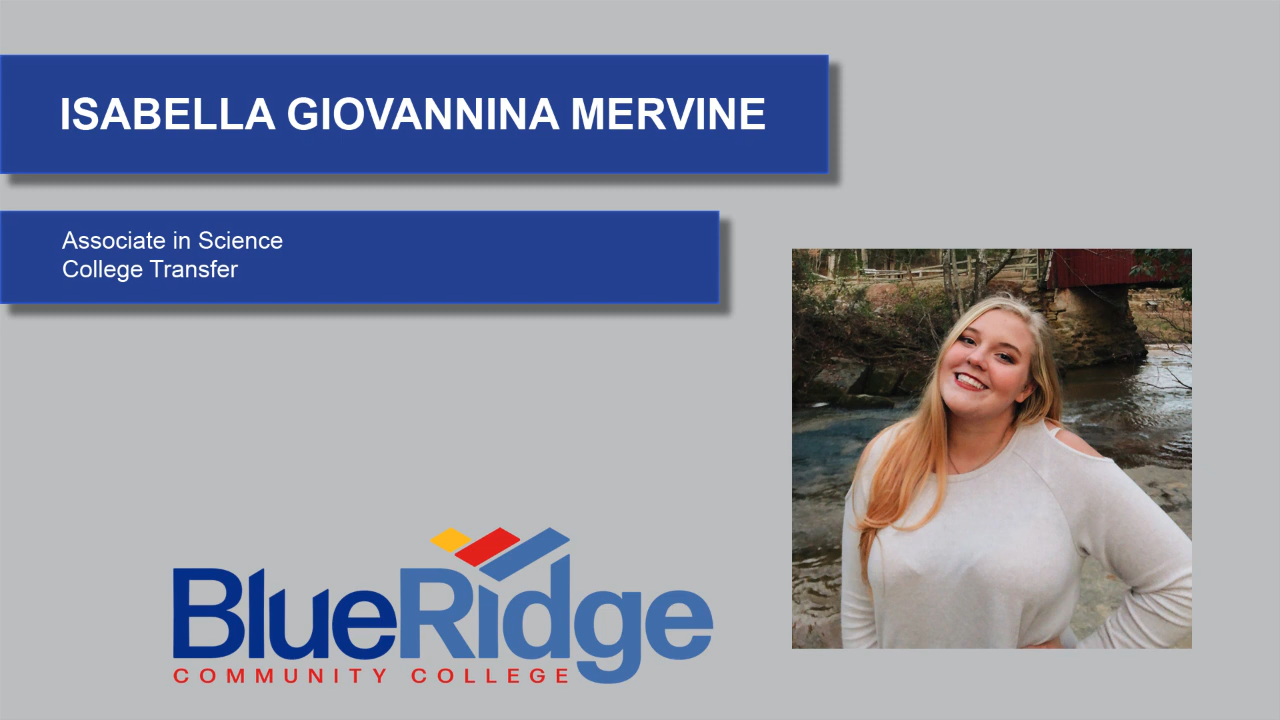 ISABELLA GIOVANNINA MERVINE
Associate in Science
College Transfer
BlueRidge
COMMUNITY COLLEGE